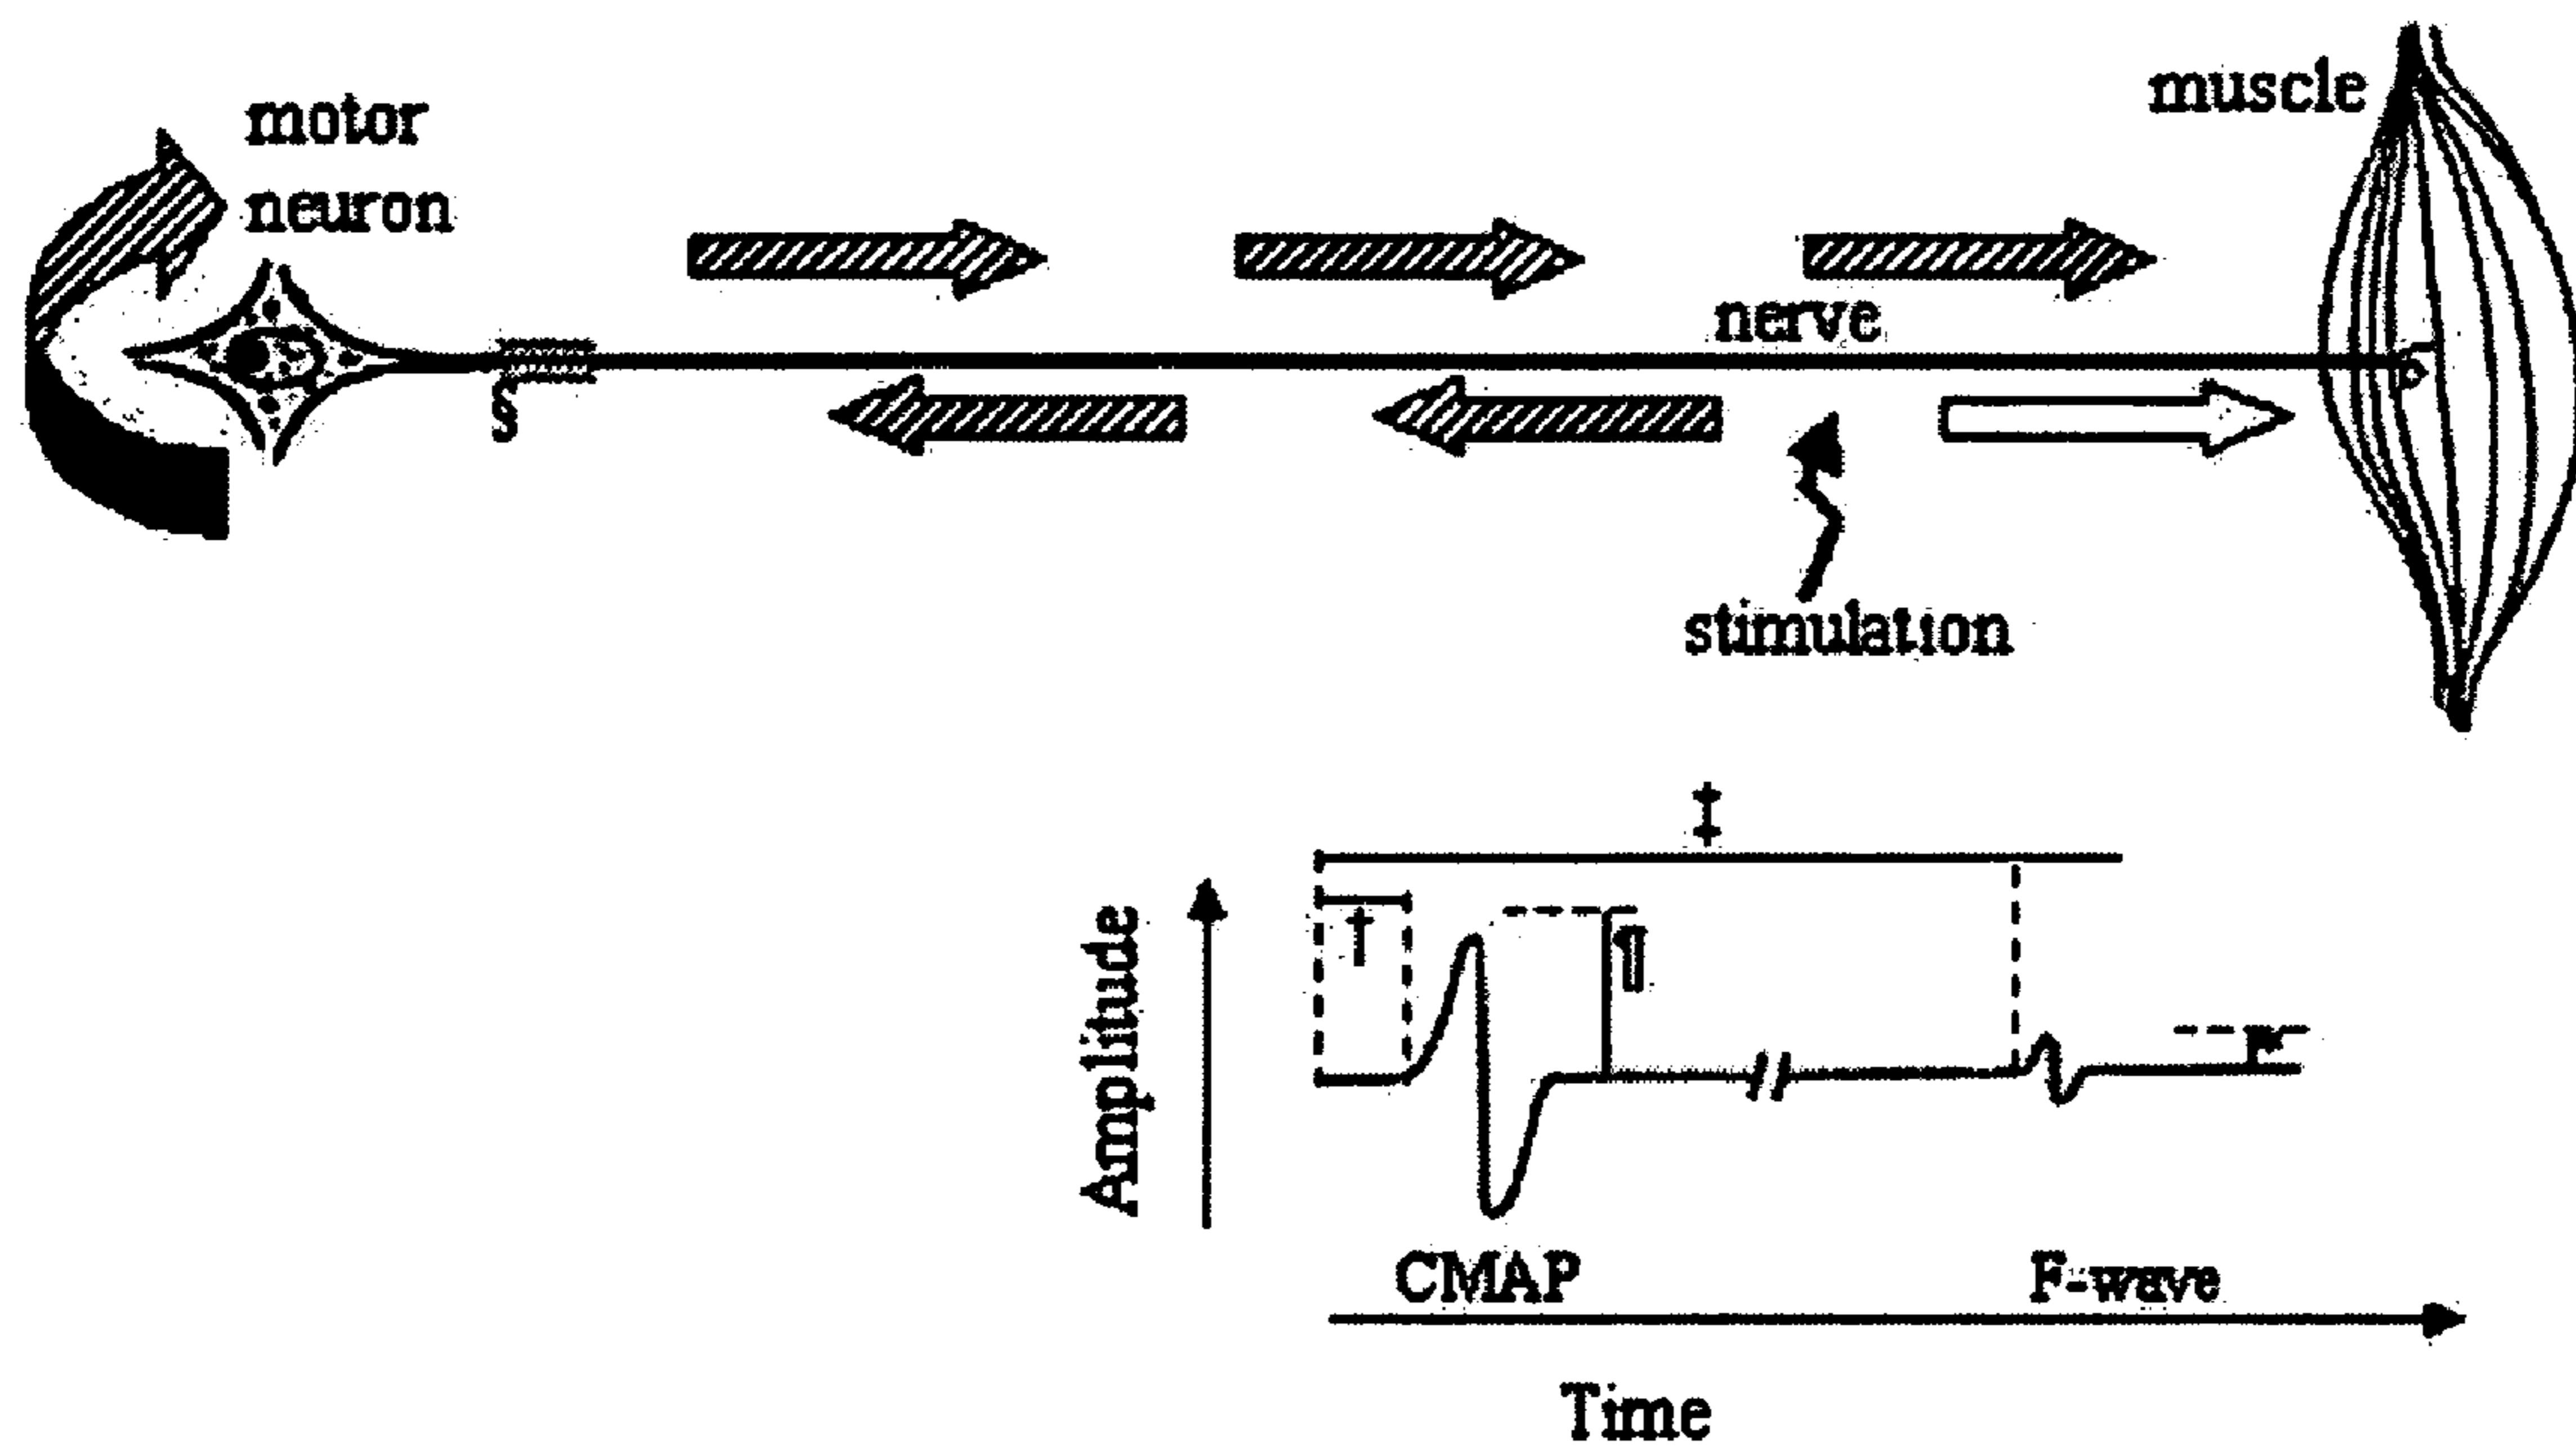 motor
neuron
muscle
nerve
§
stimulation
‡
†
¶
Amplitude
CMAP
F-wave
Time